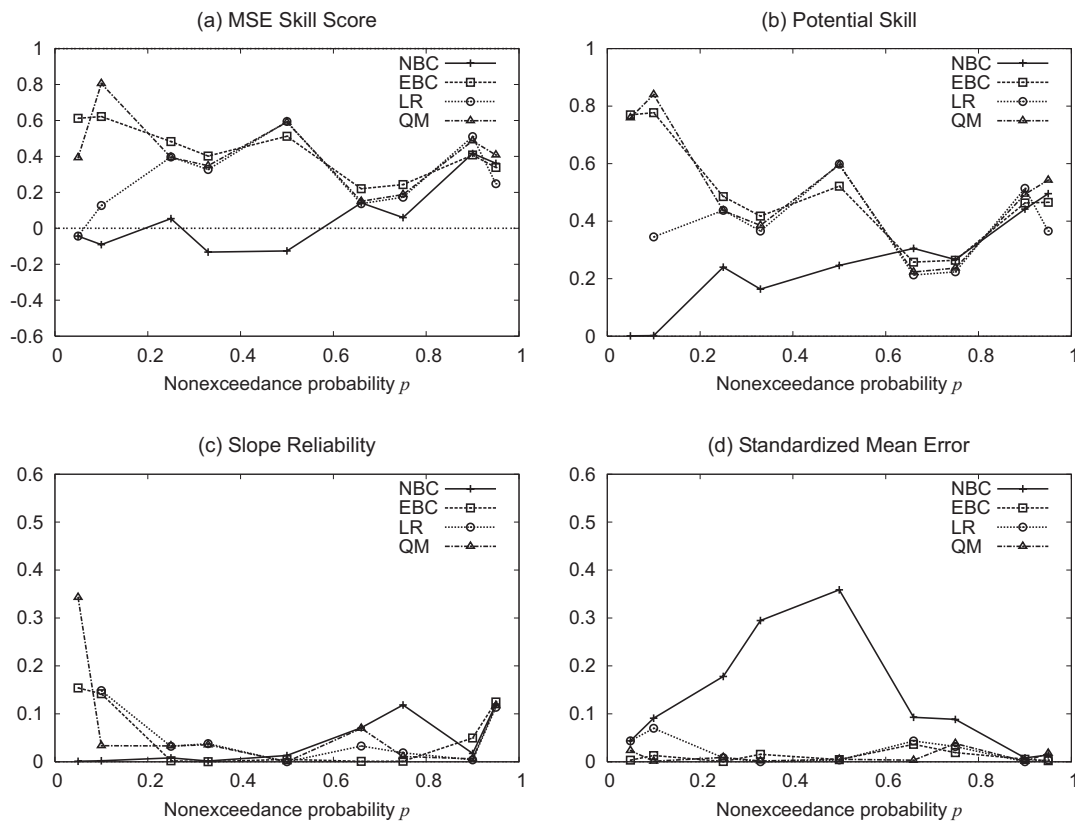 (a) MSE Skill Score
1
0.8
0.6
0.4
0.2
0
-0.2
-0.4
-0.6
NBC
EBC
LR
QM
0 0.2 0.4 0.6 0.8 1
Nonexceedance probability p
(b) Potential Skill
1
0.8
0.6
0.4
0.2
0
NBC
EBC
LR
QM
0 0.2 0.4 0.6 0.8 1
Nonexceedance probability p
(c) Slope Reliability
0.6
0.5
0.4
0.3
0.2
0.1
0
NBC
EBC
LR
QM
0 0.2 0.4 0.6 0.8 1
Nonexceedance probability p
(d) Standardized Mean Error
0.6
0.5
0.4
0.3
0.2
0.1
0
NBC
EBC
LR
QM
0 0.2 0.4 0.6 0.8 1
Nonexceedance probability p